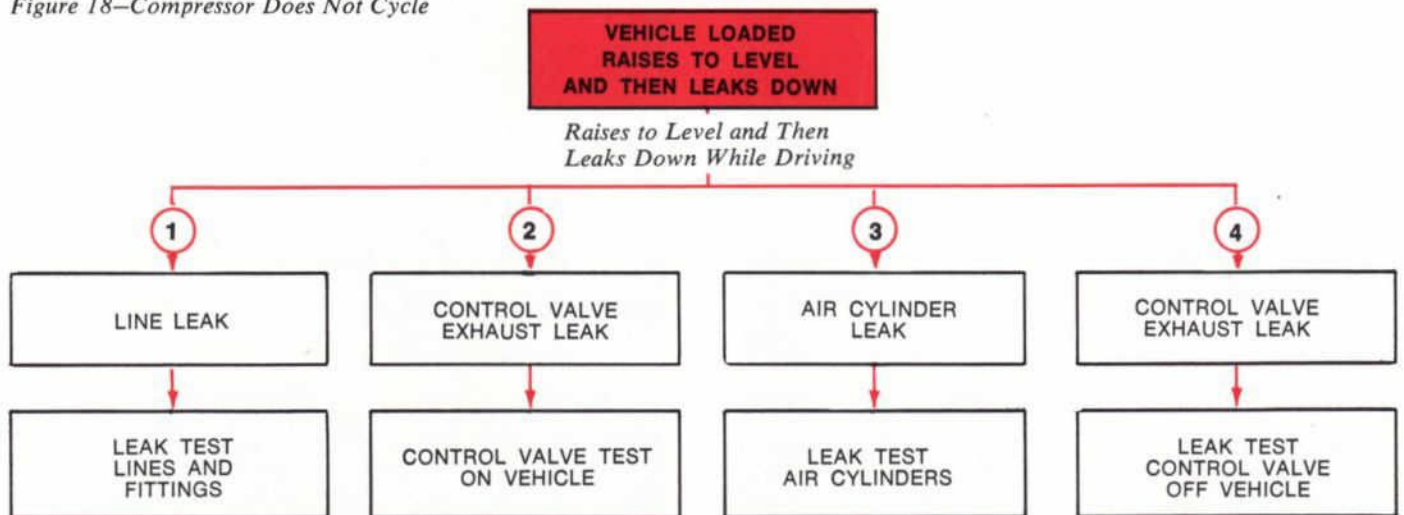 Figure 18—Compressor Does Not Cycle
VEHICLE LOADED
RAISES TO LEVEL
AND THEN LEAKS DOWN
Raises to Level and Then
Leaks Down While Driving
1
2
3
4
LINE LEAK
CONTROL VALVE
EXHAUST LEAK
AIR CYLINDER
LEAK
CONTROL VALVE
EXHAUST LEAK
LEAK TEST
LINES AND
FITTINGS
CONTROL VALVE TEST
ON VEHICLE
LEAK TEST
AIR CYLINDERS
LEAK TEST
CONTROL VALVE
OFF VEHICLE